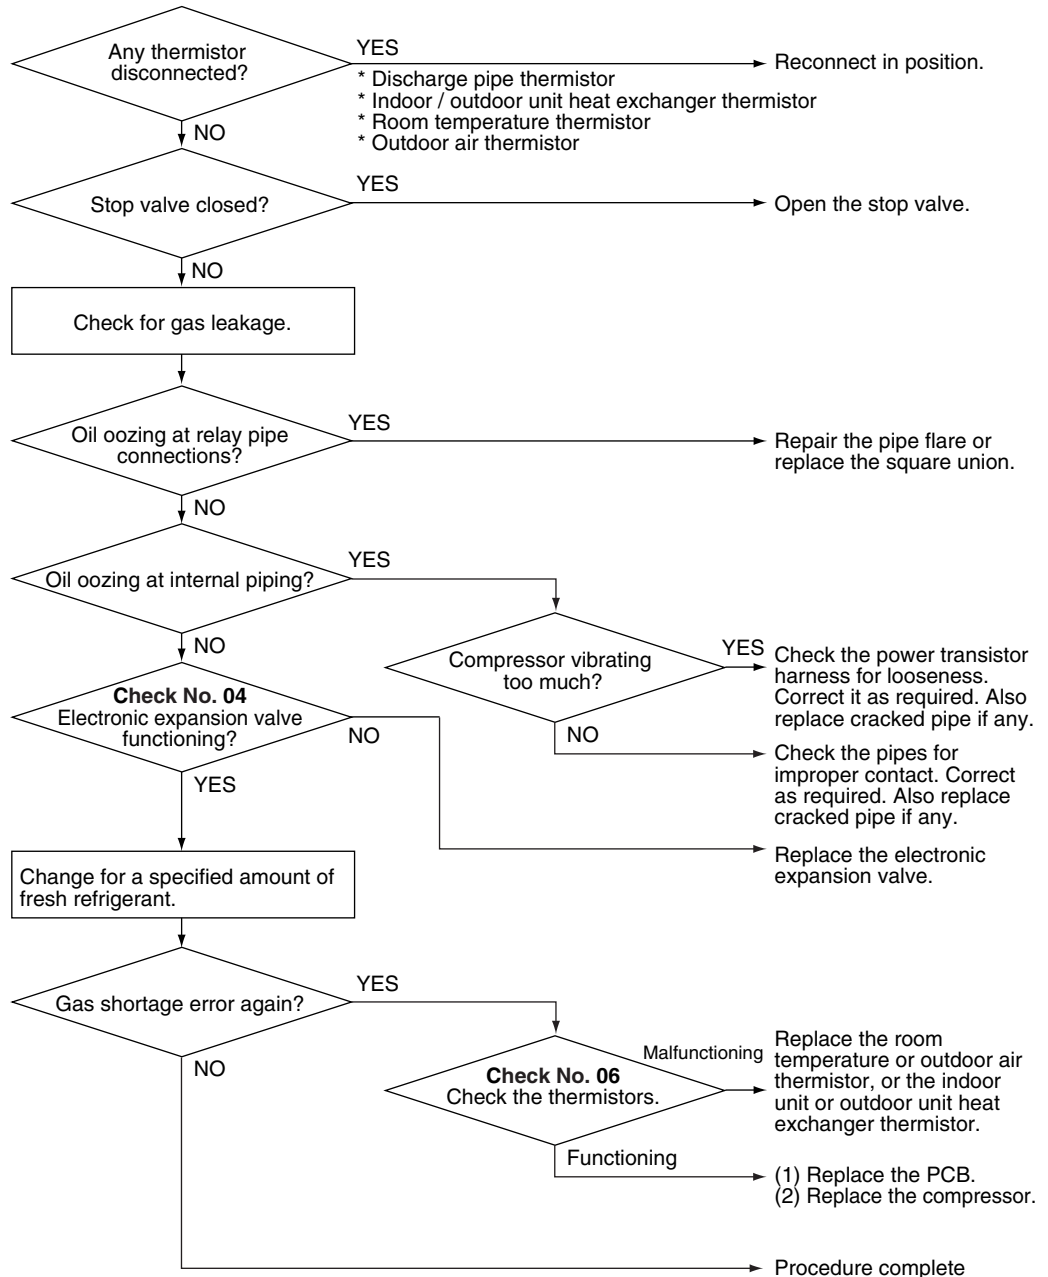 Any thermistor
disconnected?
YES
* Discharge pipe thermistor
* Indoor / outdoor unit heat exchanger thermistor
* Room temperature thermistor
* Outdoor air thermistor
Reconnect in position.
NO
Stop valve closed?
YES
Open the stop valve.
NO
Check for gas leakage.
Oil oozing at relay pipe
connections?
YES
Repair the pipe flare or
replace the square union.
NO
Oil oozing at internal piping?
YES
NO
Compressor vibrating
too much?
YES
Check the power transistor
harness for looseness.
Correct it as required. Also
replace cracked pipe if any.
NO
Check the pipes for
improper contact. Correct
as required. Also replace
cracked pipe if any.
Check No. 04
Electronic expansion valve
functioning?
NO
Replace the electronic
expansion valve.
YES
Change for a specified amount of
fresh refrigerant.
Gas shortage error again?
YES
Check No. 06
Check the thermistors.
Malfunctioning
Replace the room
temperature or outdoor air
thermistor, or the indoor
unit or outdoor unit heat
exchanger thermistor.
Functioning
(1) Replace the PCB.
(2) Replace the compressor.
NO
Procedure complete